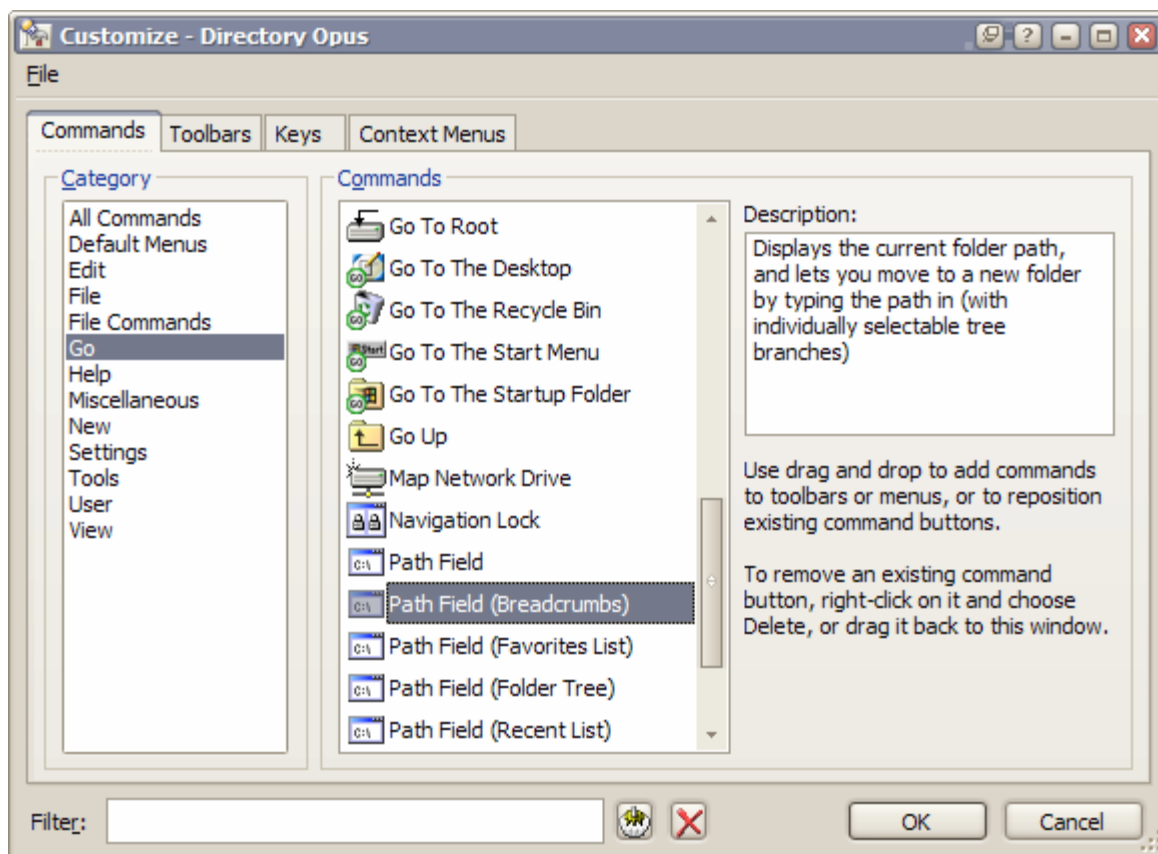 Customize - Directory Opus
File
Commands
Toolbars
Keys
Context Menus
Category
All Commands
Default Menus
Edit
File
File Commands
Go
Help
Miscellaneous
New
Settings
Tools
User
View
Commands
Go To Root
Go To The Desktop
Go To The Recycle Bin
Go To The Start Menu
Go To The Startup Folder
Go Up
Map Network Drive
Navigation Lock
Path Field
Path Field (Breadcrumbs)
Path Field (Favorites List)
Path Field (Folder Tree)
Path Field (Recent List)
Description:
Displays the current folder path,
and lets you move to a new folder
by typing the path in (with
individually selectable tree
branches)
Use drag and drop to add commands
to toolbars or menus, or to reposition
existing command buttons.
To remove an existing command
button, right-click on it and choose
Delete, or drag it back to this window.
Filter:
OK
Cancel